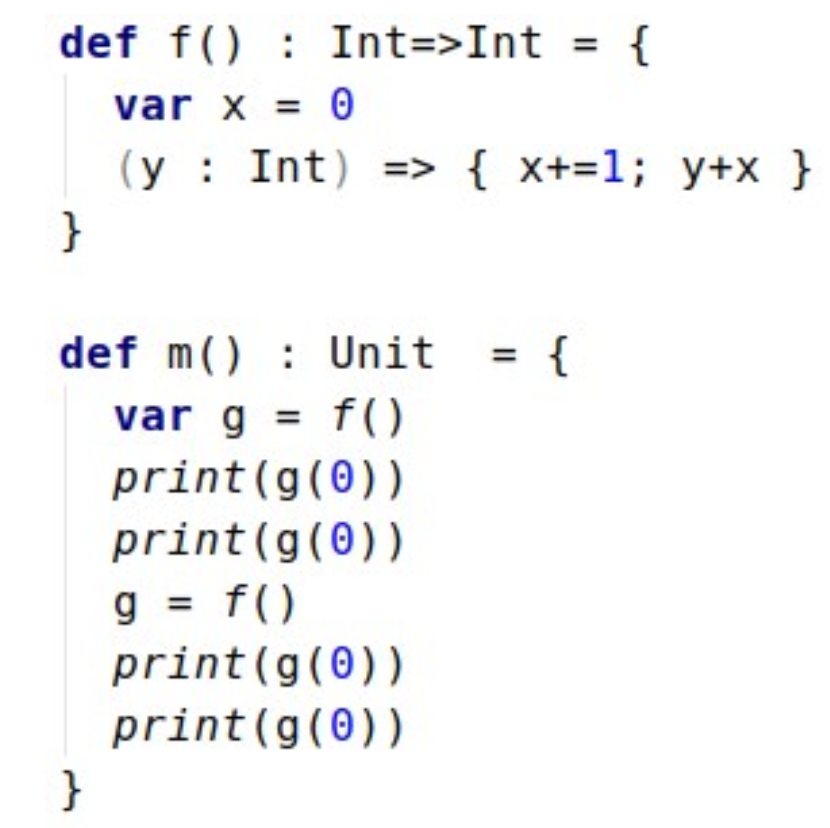 def f() : Int=>Int = {
  var x = 0
  (y : Int) => { x+=1; y+x }
}

def m() : Unit  = {
  var g = f()
  print(g(0))
  print(g(0))
  g = f()
  print(g(0))
  print(g(0))
}